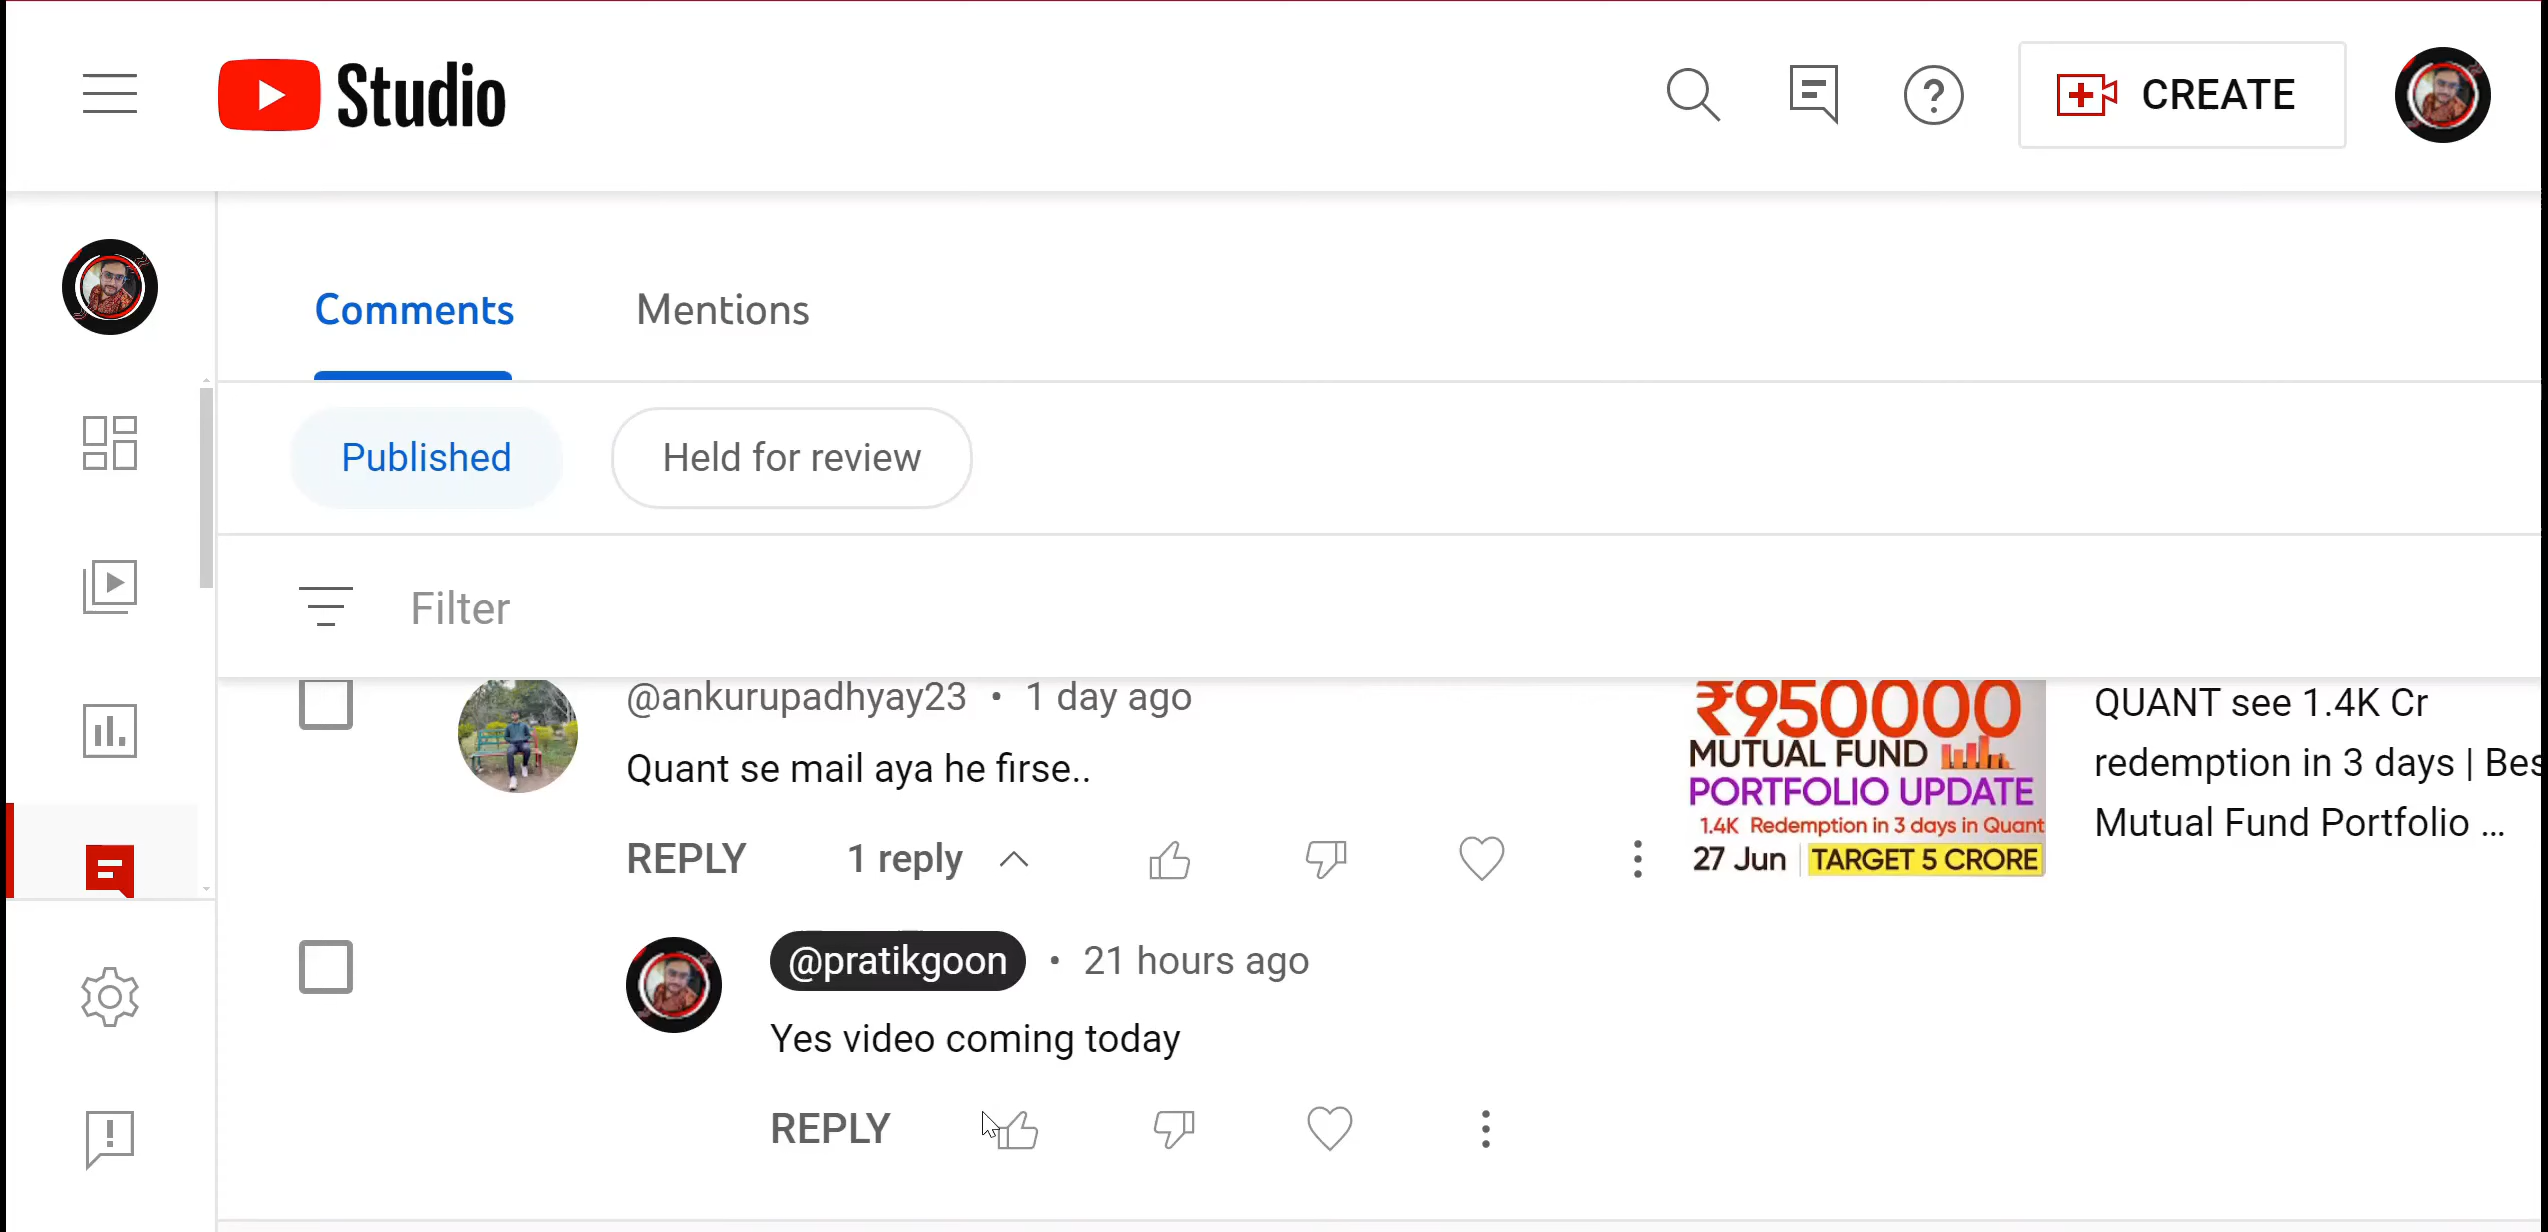 Studio
CREATE
Comments Mentions
Published Held for review
Filter
@ankurupadhyay23 • 1 day ago
Quant se mail aya he firse..
REPLY 1 reply
₹950000
MUTUAL FUND
PORTFOLIO UPDATE
1.4K Redemption in 3 days in Quant
27 Jun TARGET 5 CRORE
QUANT see 1.4K Cr
redemption in 3 days | Bes
Mutual Fund Portfolio ...
@pratikgoon • 21 hours ago
Yes video coming today
REPLY